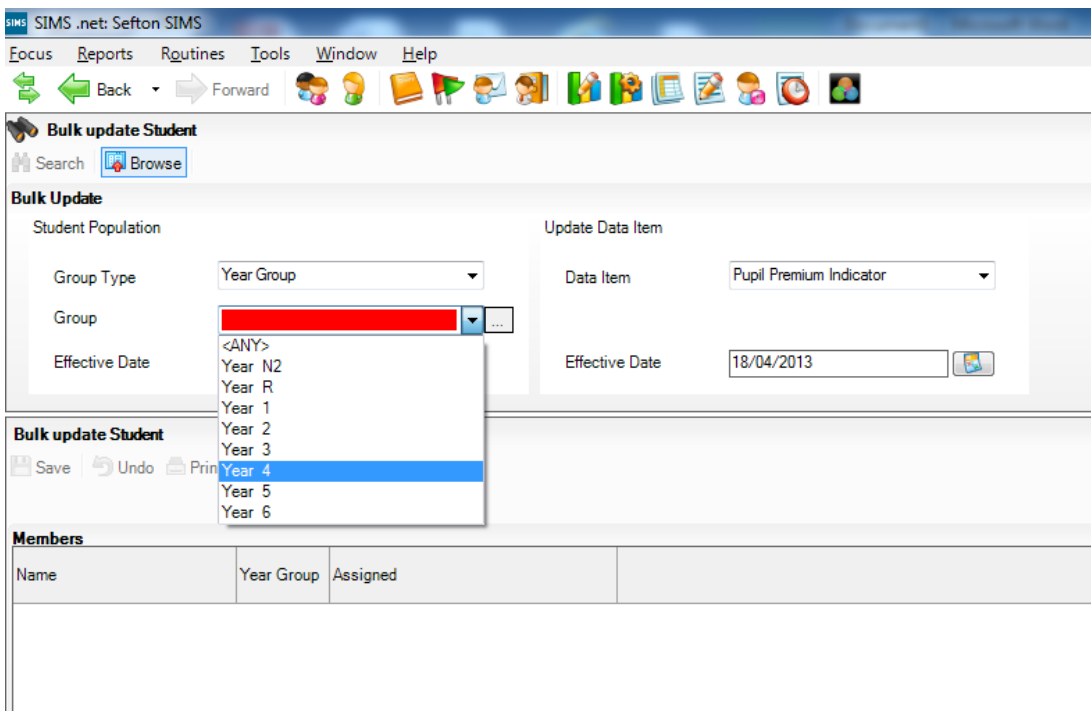 SIMS SIMS .net: Sefton SIMS
Focus Reports Routines Tools Window Help
Back Forward
Bulk update Student
Search Browse
Bulk Update
Student Population Update Data Item
Group Type Year Group Data Item Pupil Premium Indicator
Group ...
<ANY>
Effective Date Year N2 Effective Date 18/04/2013
Year R
Year 1
Bulk update Student Year 2
Year 3
Save Undo Prin Year 4
Year 5
Year 6
Members
Name Year Group Assigned